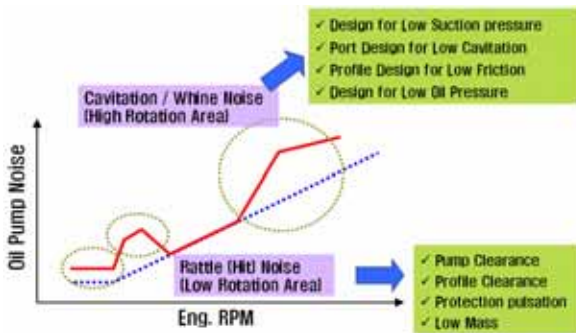 ✓ Design for Low Suction pressure
✓ Port Design for Low Cavitation
✓ Profile Design for Low Friction
✓ Design for Low Oil Pressure
Cavitation / Whine Noise
(High Rotation Area)
Oil Pump Noise
Rattle (Hit) Noise
(Low Rotation Area)
✓ Pump Clearance
✓ Profile Clearance
✓ Protection pulsation
✓ Low Mass
Eng. RPM